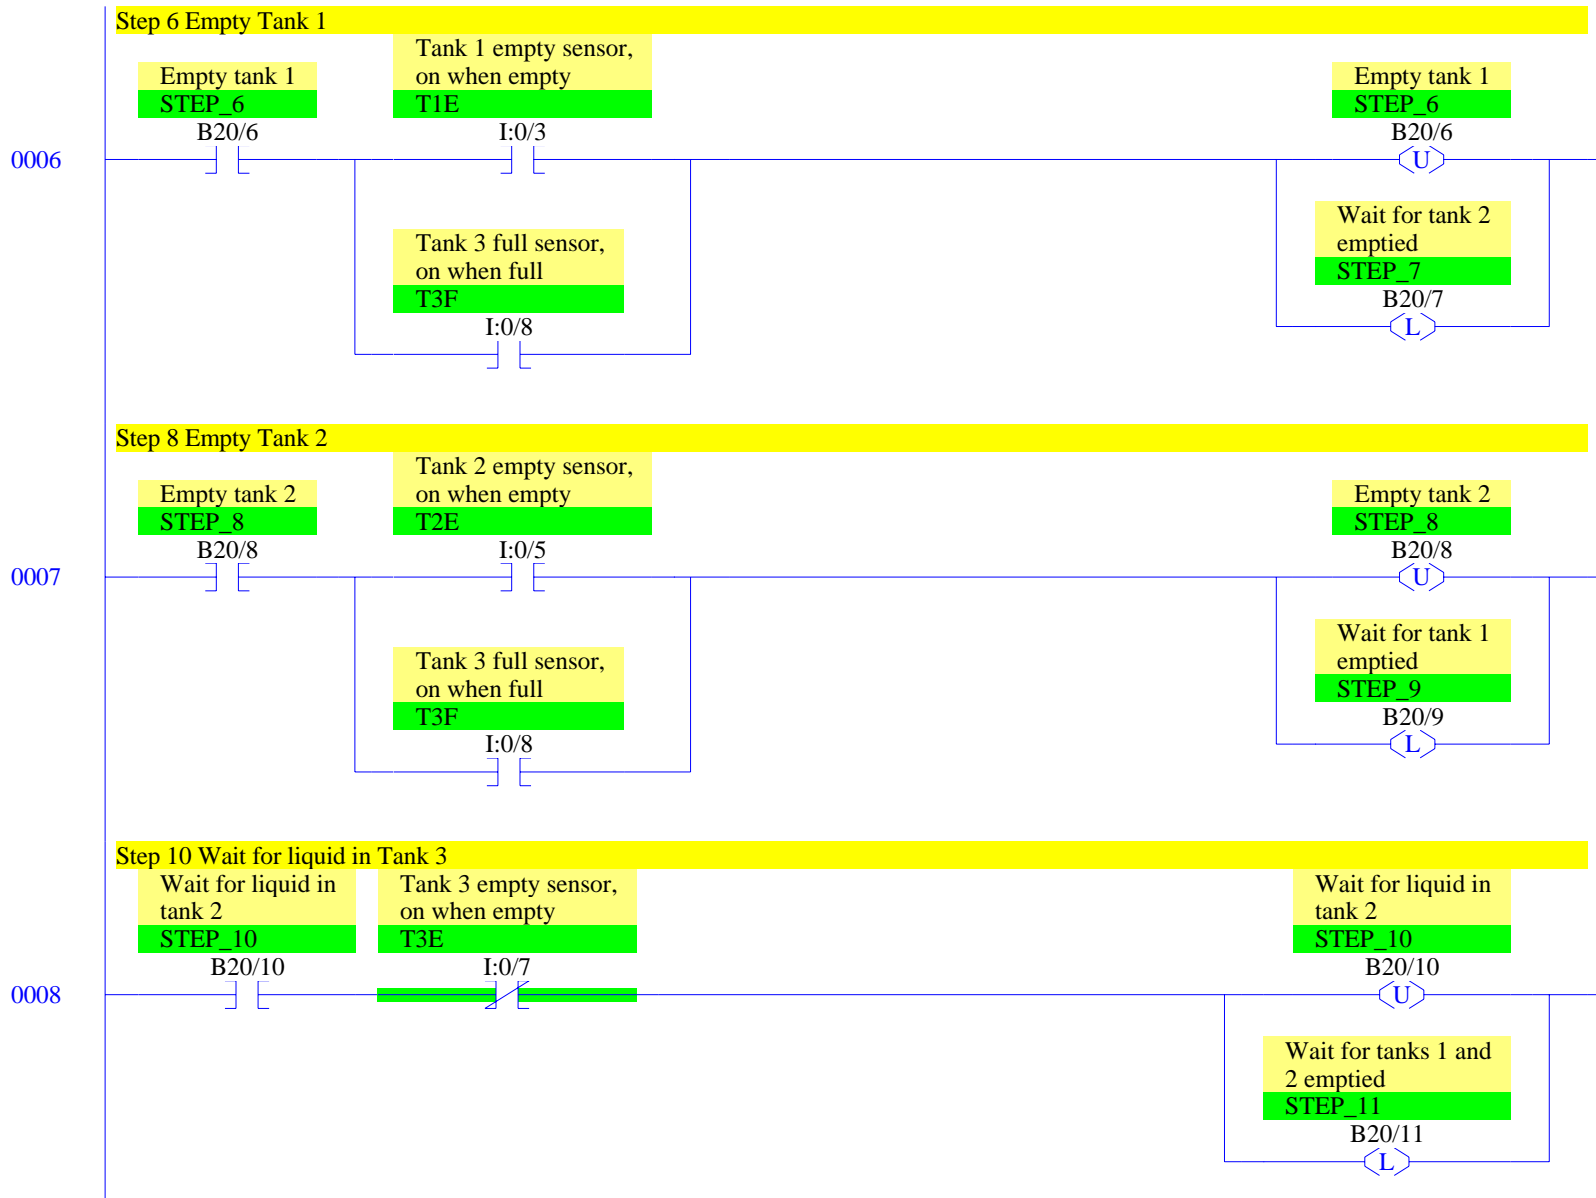 Step 6 Empty Tank 1
Empty tank 1
STEP_6
B20/6
Tank 1 empty sensor,
on when empty
T1E
I:0/3
Empty tank 1
STEP_6
B20/6
0006
U
Tank 3 full sensor,
on when full
T3F
I:0/8
Wait for tank 2
emptied
STEP_7
B20/7
L
Step 8 Empty Tank 2
Empty tank 2
STEP_8
B20/8
Tank 2 empty sensor,
on when empty
T2E
I:0/5
Empty tank 2
STEP_8
B20/8
0007
U
Tank 3 full sensor,
on when full
T3F
I:0/8
Wait for tank 1
emptied
STEP_9
B20/9
L
Step 10 Wait for liquid in Tank 3
Wait for liquid in
tank 2
STEP_10
B20/10
Tank 3 empty sensor,
on when empty
T3E
I:0/7
Wait for liquid in
tank 2
STEP_10
B20/10
0008
U
Wait for tanks 1 and
2 emptied
STEP_11
B20/11
L